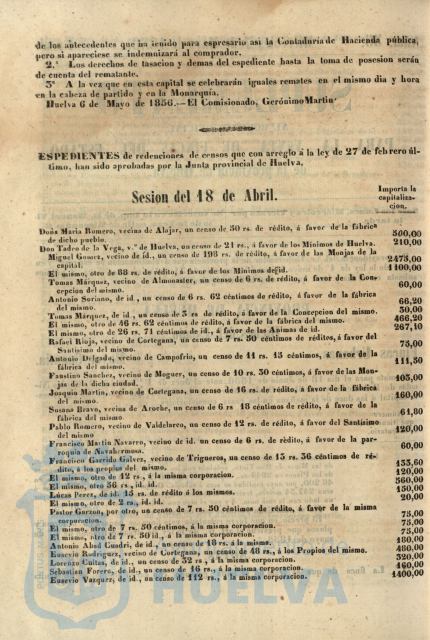 de los antecedentes que ha tenido para espresario asi la Contaduría de Hacienda pública,
pero si apareciese se indemnizará al comprador.
2.ª Los derechos de tasacion y demas del espediente hasta la toma de posesion serán
de cuenta del rematante.
3ª A la vez que en esta capital se celebrarán iguales remates en el mismo dia y hora
en la cabeza de partido y en la Monarquía.
Huelva 6 de Mayo de 1856.—El Comisionado, Gerónimo Martin.
ESPEDIENTES de redenciones de censos que con arreglo á la ley de 27 de febrero úl-
timo, han sido aprobadas por la Junta provincial de Huelva.
Sesion del 18 de Abril.
Importa la
capitaliza-
cion.
Doña Maria Romero, vecina de Alajar, un censo de 50 rs. de rédito, á favor de la fábrica
de dicho pueblo. 500,00
Don Tadeo de la Vega, v.º de Huelva, un censo de 21 rs., á favor de los Mínimos de Huelva. 210,00
Miguel Gomez, vecino de id., un censo de 198 rs. de rédito, á favor de las Monjas de la
capital. 2475,00
El mismo, otro de 88 rs. de rédito, á favor de los Mínimos de id. 1100,00
Tomas Márquez, vecino de Almonaster, un censo de 6 rs. de rédito, á favor de la Con-
cepcion del mismo. 60,00
Antonio Soriano, de id., un censo de 6 rs. 62 céntimos de rédito, á favor de la fábrica
del mismo. 66,20
Tomas Márquez, de id., un censo de 5 rs. de rédito, á favor de la Concepcion del mismo. 50,00
El mismo, otro de 46 rs. 62 céntimos de rédito, á favor de la fábrica del mismo. 466,20
El mismo, otro de 26 rs. 71 céntimos de id., á favor de las Animas de id. 267,10
Rafael Rioja, vecino de Cortegana, un censo de 7 rs. 50 céntimos de réditos, á favor del
Santísimo del mismo. 75,00
Antonio Delgado, vecino de Campofrio, un censo de 11 rs. 13 céntimos, á favor de la
fábrica del mismo. 111,30
Faustino Sanchez, vecino de Moguer, un censo de 10 rs. 30 céntimos, á favor de las Mon-
jas de la dicha ciudad. 103,00
Joaquin Martin, vecino de Cortegana, un censo de 16 rs. de rédito, á favor de la fábrica
del mismo. 160,00
Susana Bravo, vecina de Aroche, un censo de 6 rs 18 céntimos de rédito, á favor de la
fábrica del mismo. 61,80
Pablo Romero, vecino de Valdelarco, un censo de 12 rs. de rédito, á favor del Santísimo
del mismo 120,00
Francisco Martin Navarro, vecino de id. un censo de 6 rs. de rédito, á favor de la par-
roquia de Navahermosa. 60,00
Francisco Garrido Galvez, vecino de Trigueros, un censo de 13 rs. 36 céntimos de ré-
dito, á los propios del mismo. 133,60
El mismo, otro de 12 rs., á la misma corporacion. 120,00
El mismo, otro 56 rs., id. id. 560,00
Lúcas Perez, de id. 15 rs. de rédito á los mismos. 150,00
El mismo, otro de 2 rs., id. id. 20,00
Pastor Garzon, por otro, un censo de 7 rs. 50 céntimos de rédito, á favor de la misma
corporacion. 75,00
El mismo, otro de 7 rs. 50 céntimos, á la misma corporacion. 75,00
El mismo, otro de 7 rs. 50 id., á la misma corporacion. 75,00
Antonio Abad Cuadri, de id., un censo de 18 rs. á la misma. 180,00
Eusevio Rodriguez, vecino de Cortegana, un censo de 48 rs., á los Propios del mismo. 480,00
Lorenzo Luitas, de id., un censo de 32 rs., á la misma corporacion. 320,00
Sebastian Forero, de id., un censo de 16 rs., á la misma corporacion. 160,00
Eusevio Vazquez, de id., un censo de 112 rs., á la misma corporacion. 1400,00
HUELVA